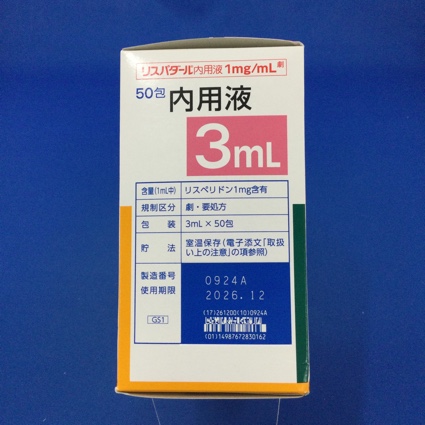 リスパダール内用液1mg/mL 劇
50包 内用液
3mL
含量(1mL中) リスペリドン1mg含有
規制区分 劇・要処方
包装 3mL×50包
貯法 室温保存(電子添文「取扱
い上の注意」の項参照)
製造番号 0924A
使用期限 2026.12
(17)261200(10)0924A
GS1
(01)14987672830162